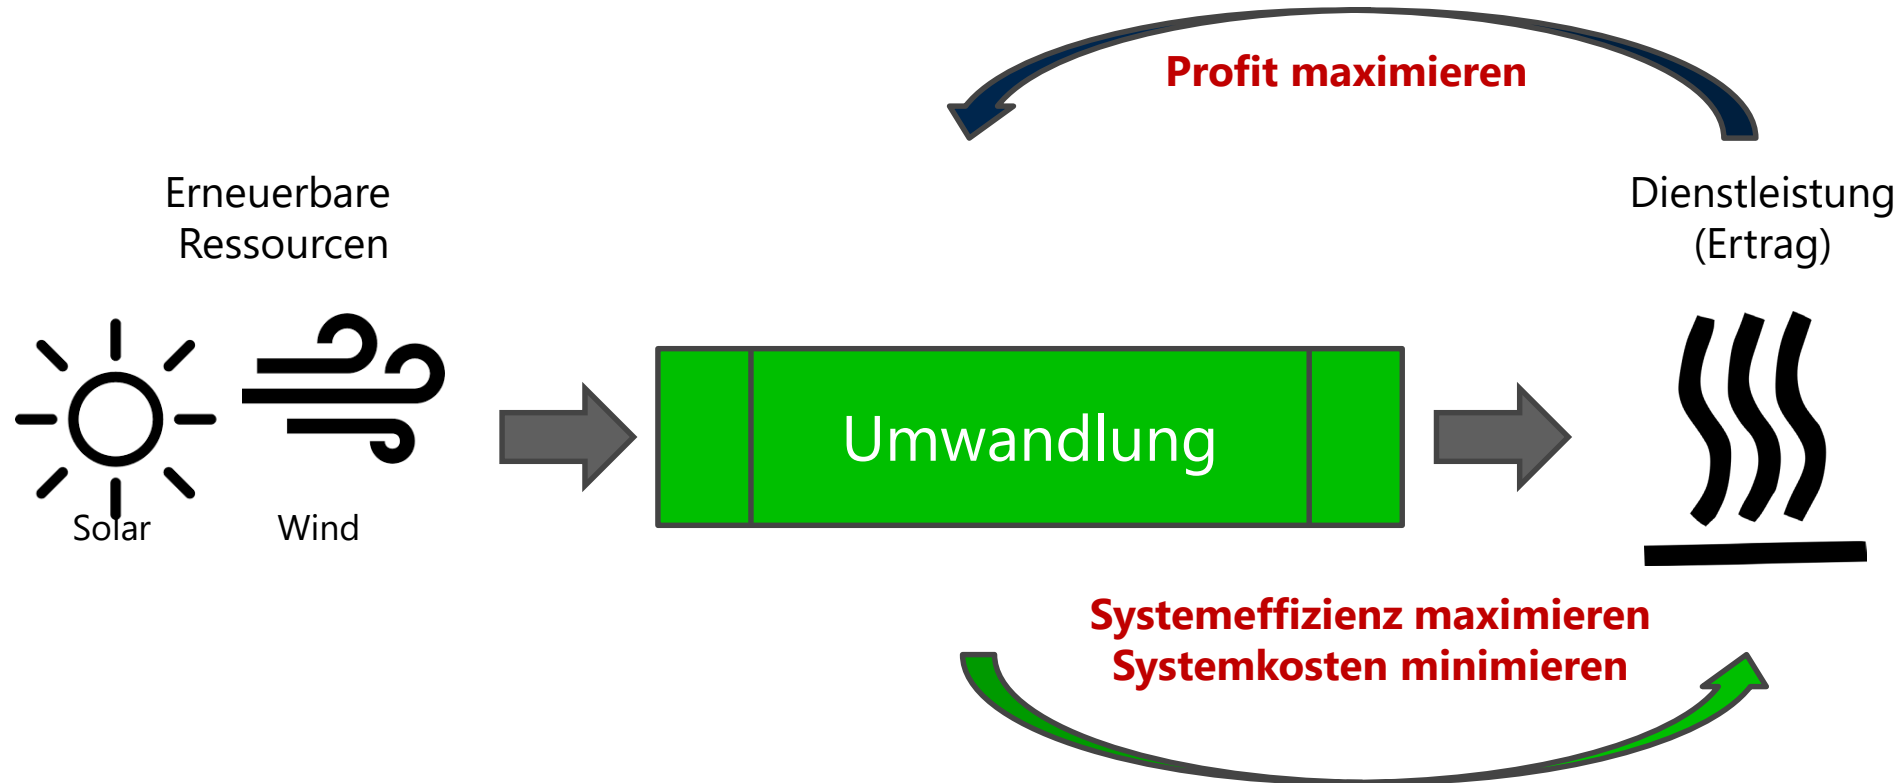 Profit maximieren
Erneuerbare
Ressourcen
Dienstleistung
(Ertrag)
Umwandlung
Solar
Wind
Systemeffizienz maximieren
Systemkosten minimieren